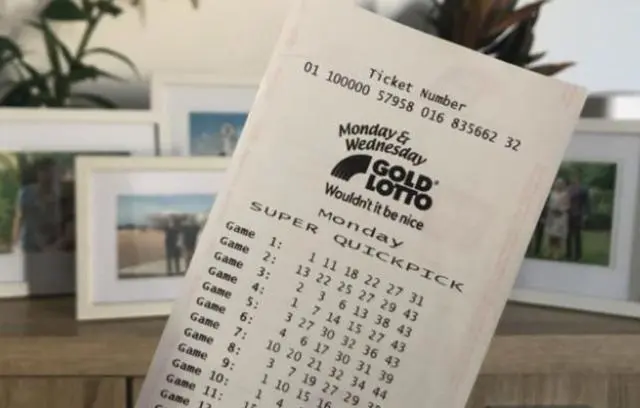 Ticket Number
01 100000 57958 016 835662 32
Monday &
Wednesday
GOLD
LOTTO
Wouldn't it be nice
Monday
SUPER QUICKPICK
Game 1: 1 11 18 22 27 31
Game 2: 13 22 25 27 29 43
Game 3: 2 3 6 13 38 43
Game 4: 1 7 14 15 27 43
Game 5: 3 27 30 32 36 43
Game 6: 4 6 17 30 31 39
Game 7: 10 20 21 32 34 44
Game 8: 3 7 19 27 29
Game 9: 1 10 15 16
Game 10: 1 4
Game 11: